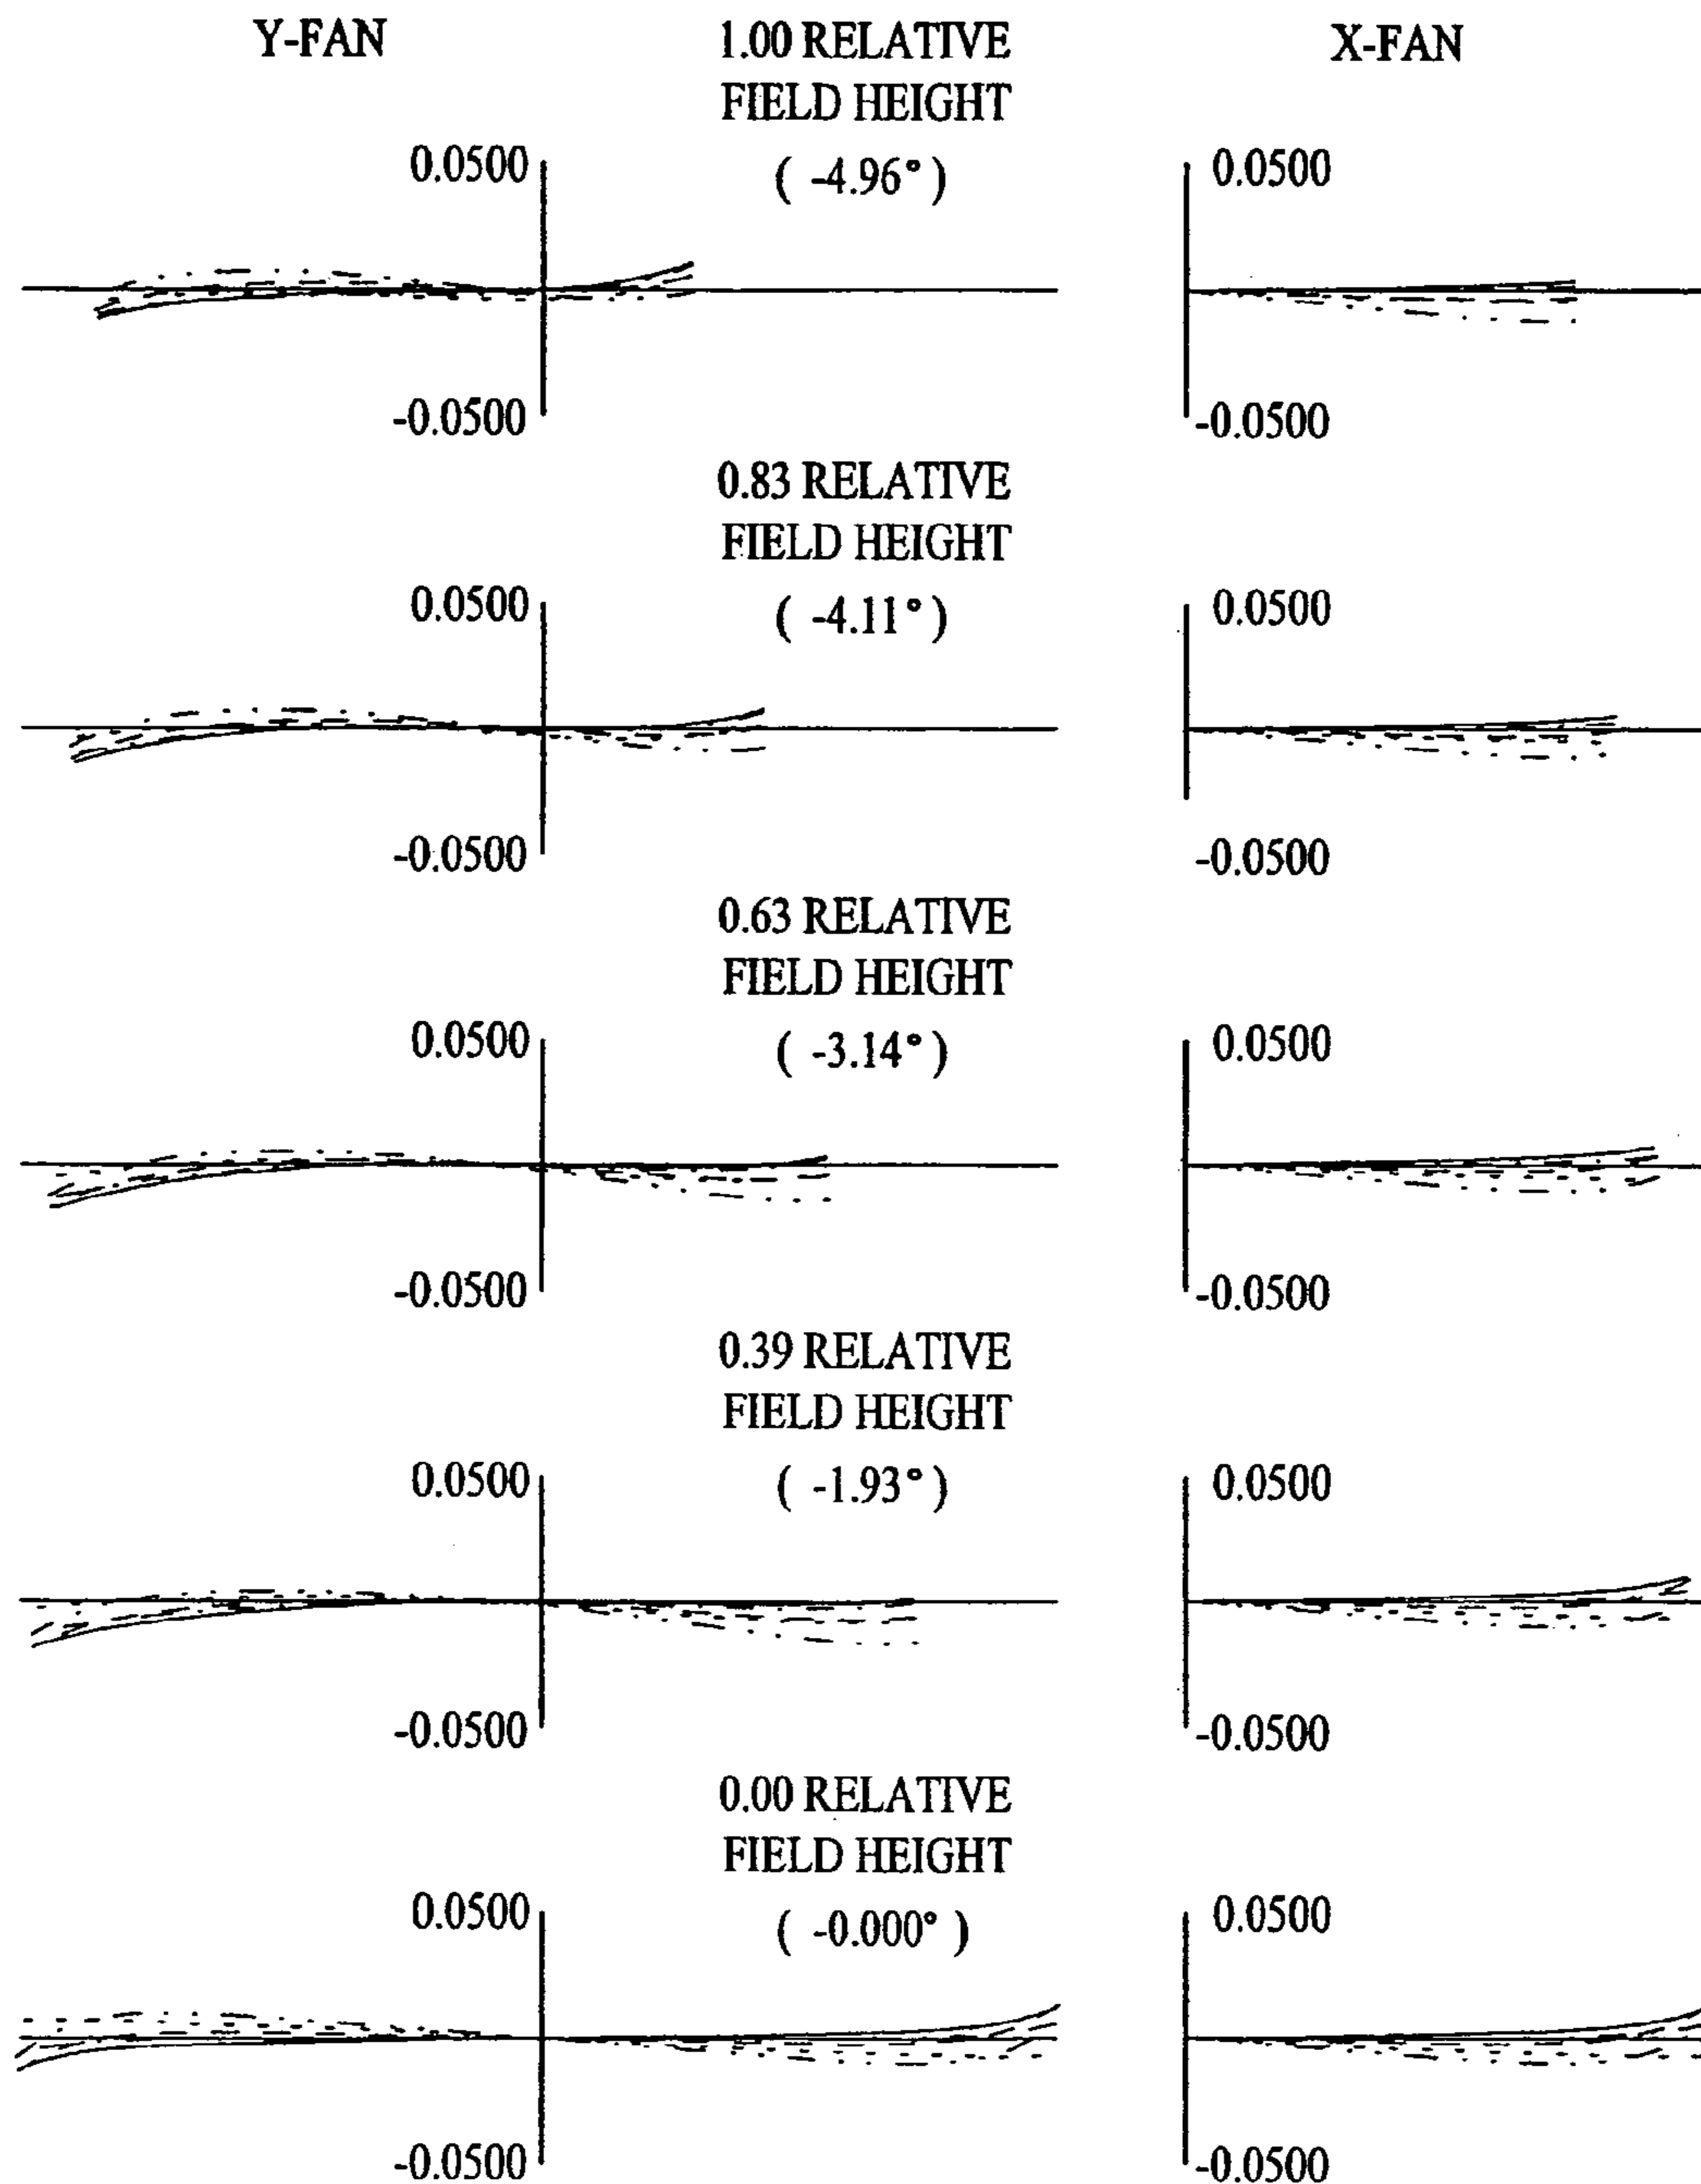 Y-FAN
1.00 RELATIVE
FIELD HEIGHT
( -4.96° )
X-FAN
0.0500
-0.0500
0.0500
-0.0500
0.83 RELATIVE
FIELD HEIGHT
( -4.11° )
0.0500
-0.0500
0.0500
-0.0500
0.63 RELATIVE
FIELD HEIGHT
( -3.14° )
0.0500
-0.0500
0.0500
-0.0500
0.39 RELATIVE
FIELD HEIGHT
( -1.93° )
0.0500
-0.0500
0.0500
-0.0500
0.00 RELATIVE
FIELD HEIGHT
( -0.000° )
0.0500
-0.0500
0.0500
-0.0500